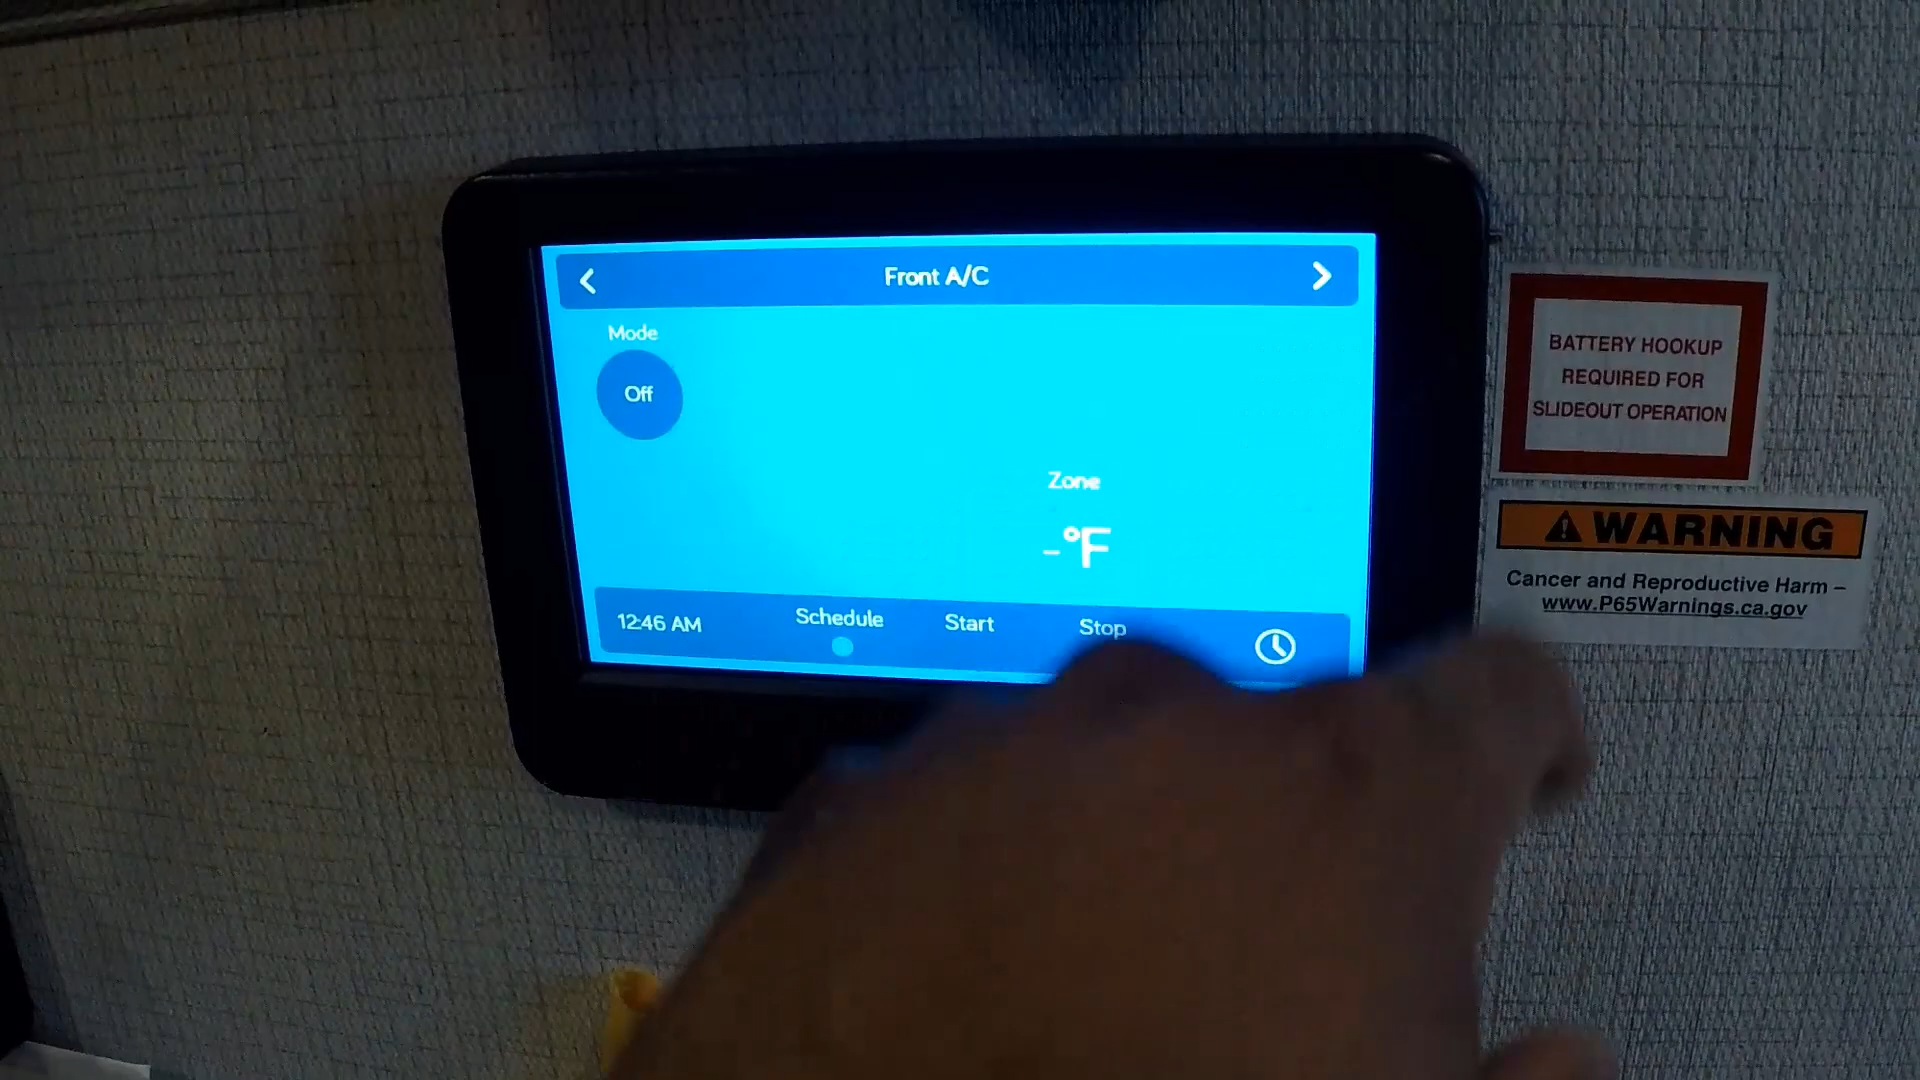 Front A/C
Mode
Off
Zone
-°F
12:46 AM
Schedule
Start
Stop
BATTERY HOOKUP
REQUIRED FOR
SLIDEOUT OPERATION
WARNING
Cancer and Reproductive Harm –
www.P65Warnings.ca.gov